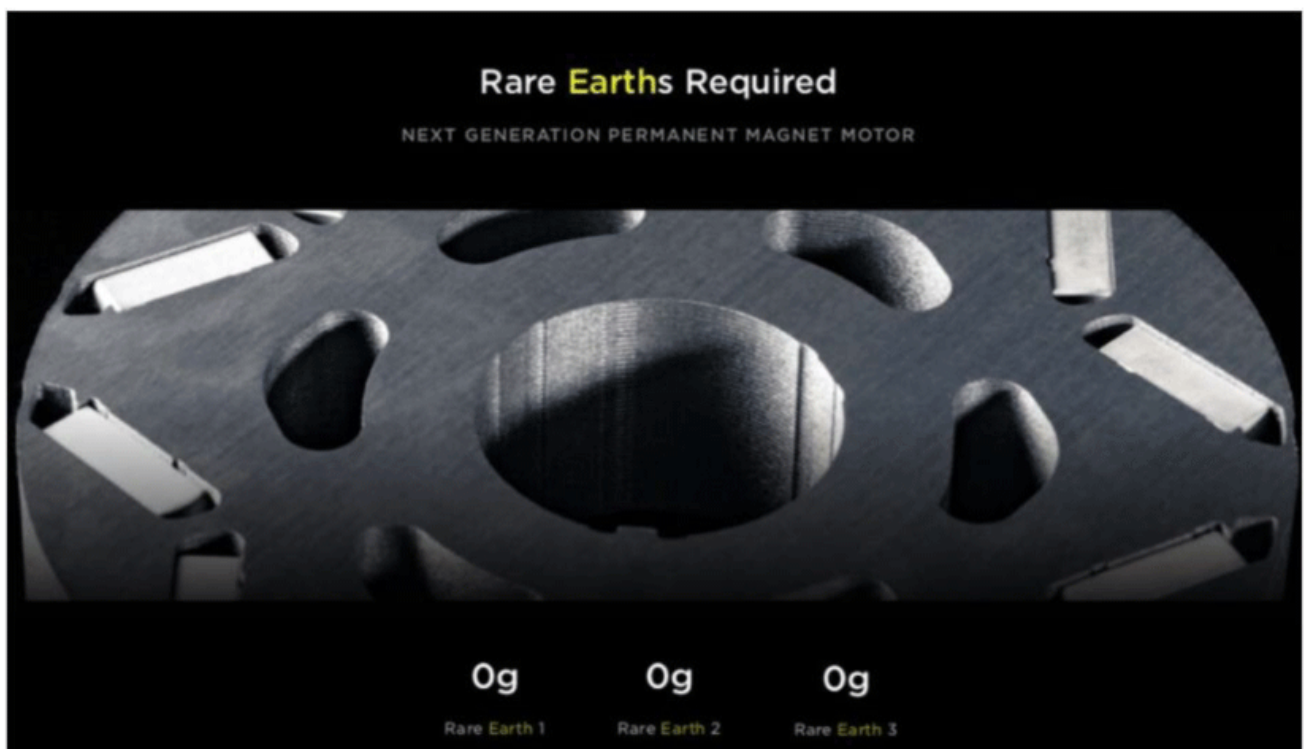 Rare Earths Required
NEXT GENERATION PERMANENT MAGNET MOTOR
0g 0g 0g
Rare Earth 1 Rare Earth 2 Rare Earth 3